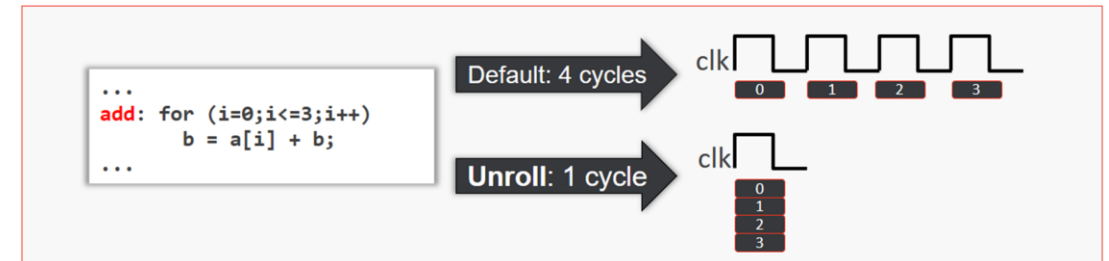 ...
add: for (i=0;i<=3;i++)
b = a[i] + b;
...
Default: 4 cycles
clk
0 1 2 3
Unroll: 1 cycle
clk
0
1
2
3